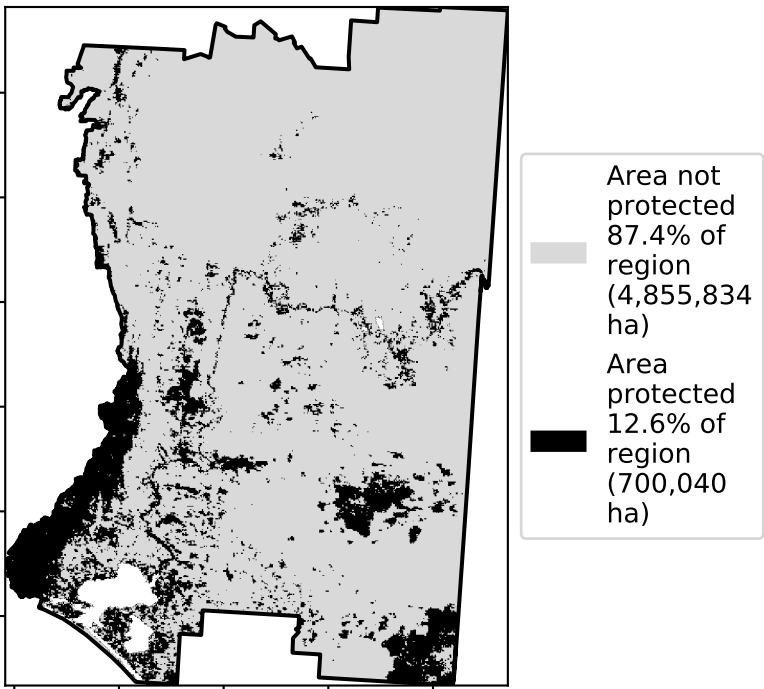 Area not
protected
87.4% of
region
(4,855,834
ha)
Area
protected
12.6% of
region
(700,040
ha)